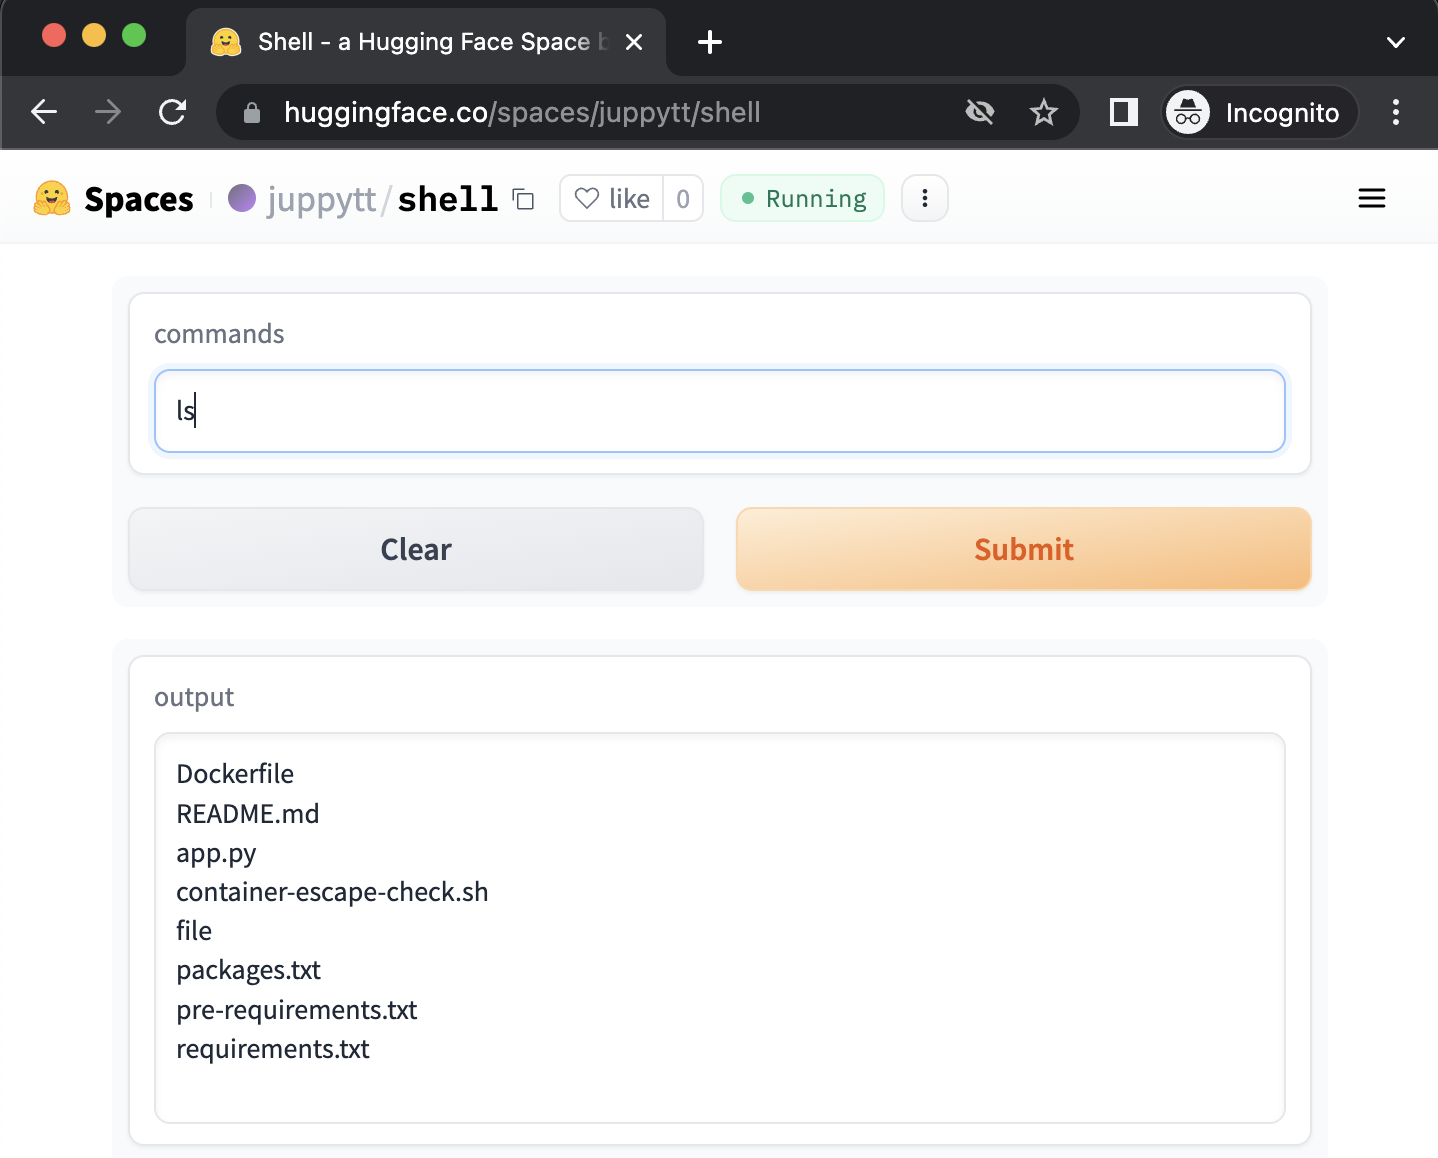 Shell - a Hugging Face Space
huggingface.co/spaces/juppytt/shell
Incognito
Spaces juppytt/shell like 0 Running
commands
ls
Clear Submit
output
Dockerfile
README.md
app.py
container-escape-check.sh
file
packages.txt
pre-requirements.txt
requirements.txt